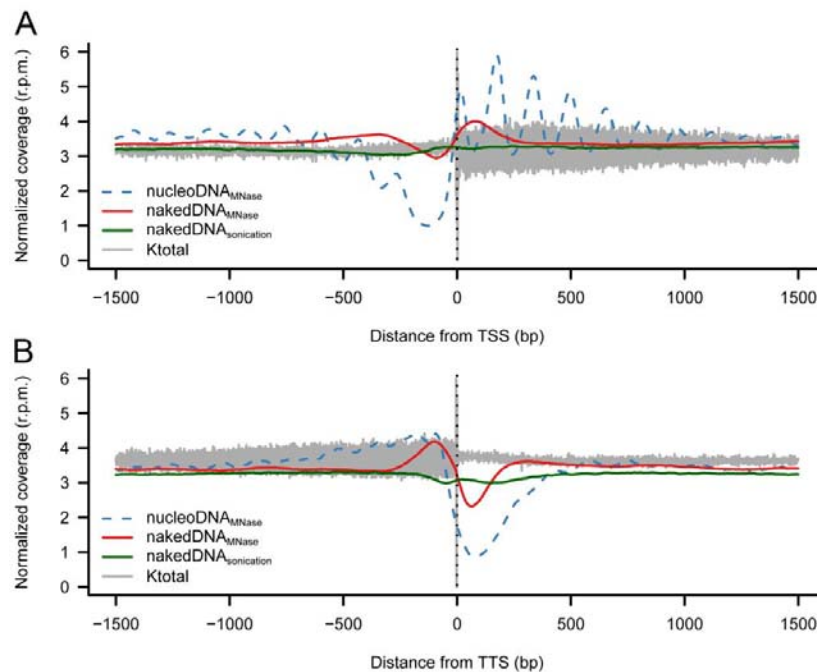 A
Normalized coverage (r.p.m.)
6
5
4
3
2
1
0
nucleoDNAMNase
nakedDNAMNase
nakedDNAsonication
Ktotal
−1500 −1000 −500 0 500 1000 1500
Distance from TSS (bp)
B
Normalized coverage (r.p.m.)
6
5
4
3
2
1
0
nucleoDNAMNase
nakedDNAMNase
nakedDNAsonication
Ktotal
−1500 −1000 −500 0 500 1000 1500
Distance from TTS (bp)